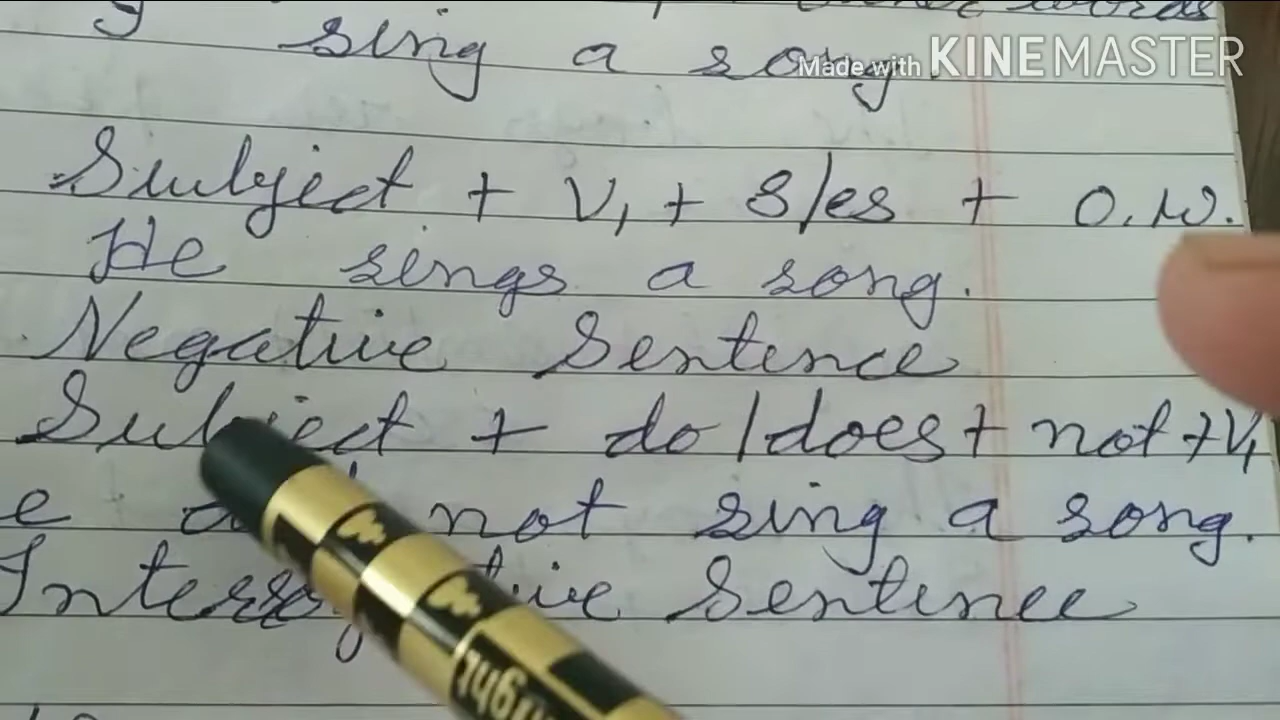 I sing a song.
Made with KINEMASTER
Subject + V1 + S/es + O.W.
He sings a song.
Negative Sentence
Subject + do/does + not + V1
not sing a song.
Sentence